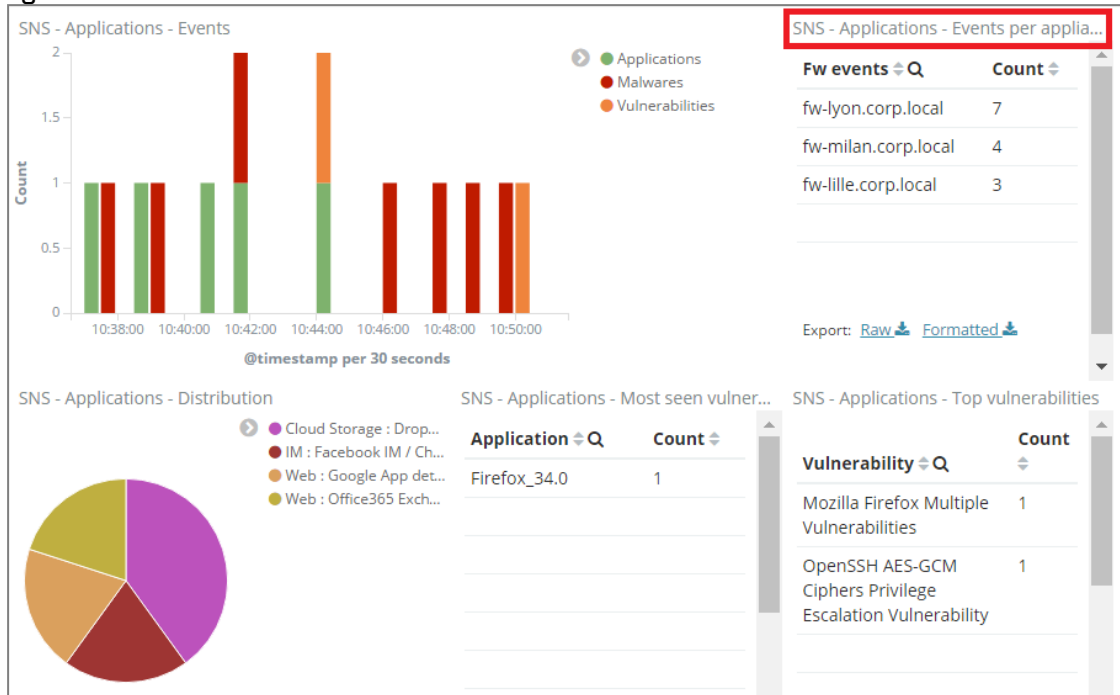 SNS - Applications - Events
2
1.5
1
0.5
0
Count
10:38:00 10:40:00 10:42:00 10:44:00 10:46:00 10:48:00 10:50:00
@timestamp per 30 seconds
Applications
Malwares
Vulnerabilities
SNS - Applications - Events per applia...
Fw events Count
fw-lyon.corp.local 7
fw-milan.corp.local 4
fw-lille.corp.local 3
Export: Raw Formatted
SNS - Applications - Distribution
Cloud Storage : Drop...
IM : Facebook IM / Ch...
Web : Google App det...
Web : Office365 Exch...
SNS - Applications - Most seen vulner...
Application Count
Firefox_34.0 1
SNS - Applications - Top vulnerabilities
Count
Vulnerability
Mozilla Firefox Multiple 1
Vulnerabilities
OpenSSH AES-GCM 1
Ciphers Privilege
Escalation Vulnerability